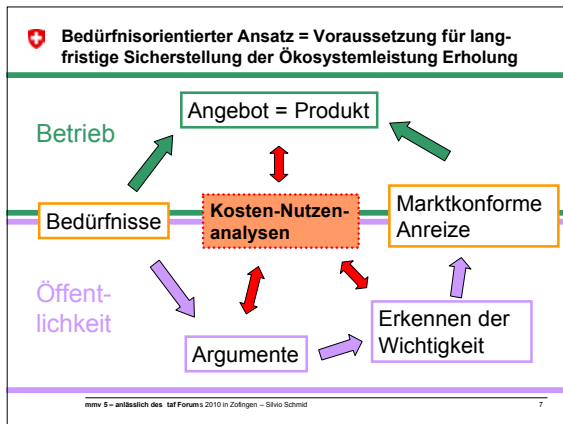 Bedürfnisorientierter Ansatz = Voraussetzung für lang-
fristige Sicherstellung der Ökosystemleistung Erholung
Angebot = Produkt
Betrieb
Bedürfnisse
Kosten-Nutzen-
analysen
Marktkonforme
Anreize
Öffent-
lichkeit
Erkennen der
Wichtigkeit
Argumente
mmv 5 – anlässlich des taf Forums 2010 in Zofingen – Silvio Schmid
7